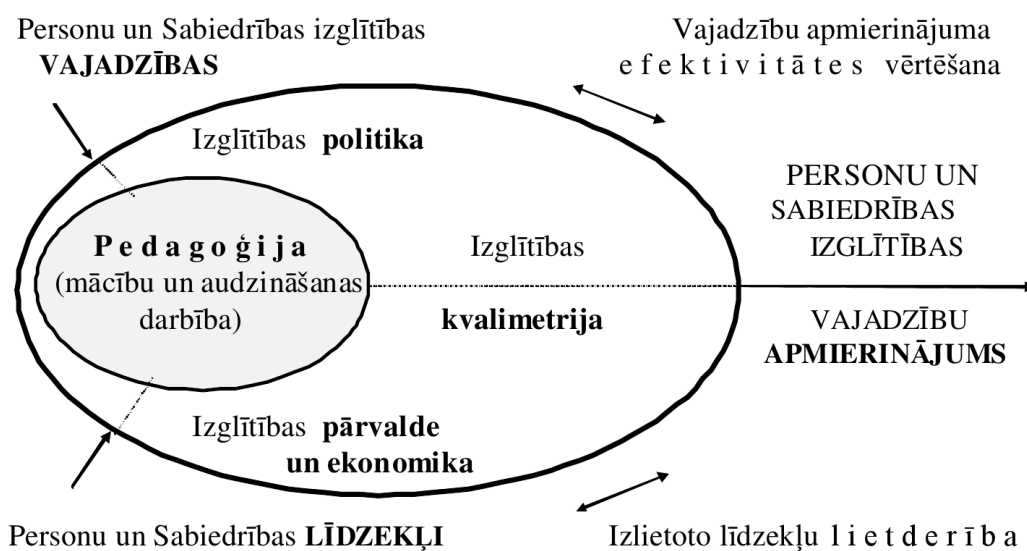 Personu un Sabiedrības izglītības
VAJADZĪBAS
Vajadzību apmierinājuma
efektivitātes vērtēšana
Izglītības politika
PERSONU UN
SABIEDRĪBAS
IZGLĪTĪBAS
Pedagoģija
(mācību un audzināšanas
darbība)
Izglītības
kvalimetrija
VAJADZĪBU
APMIERINĀJUMS
Izglītības pārvalde
un ekonomika
Personu un Sabiedrības LĪDZEKĻI
Izlietoto līdzekļu lietderība